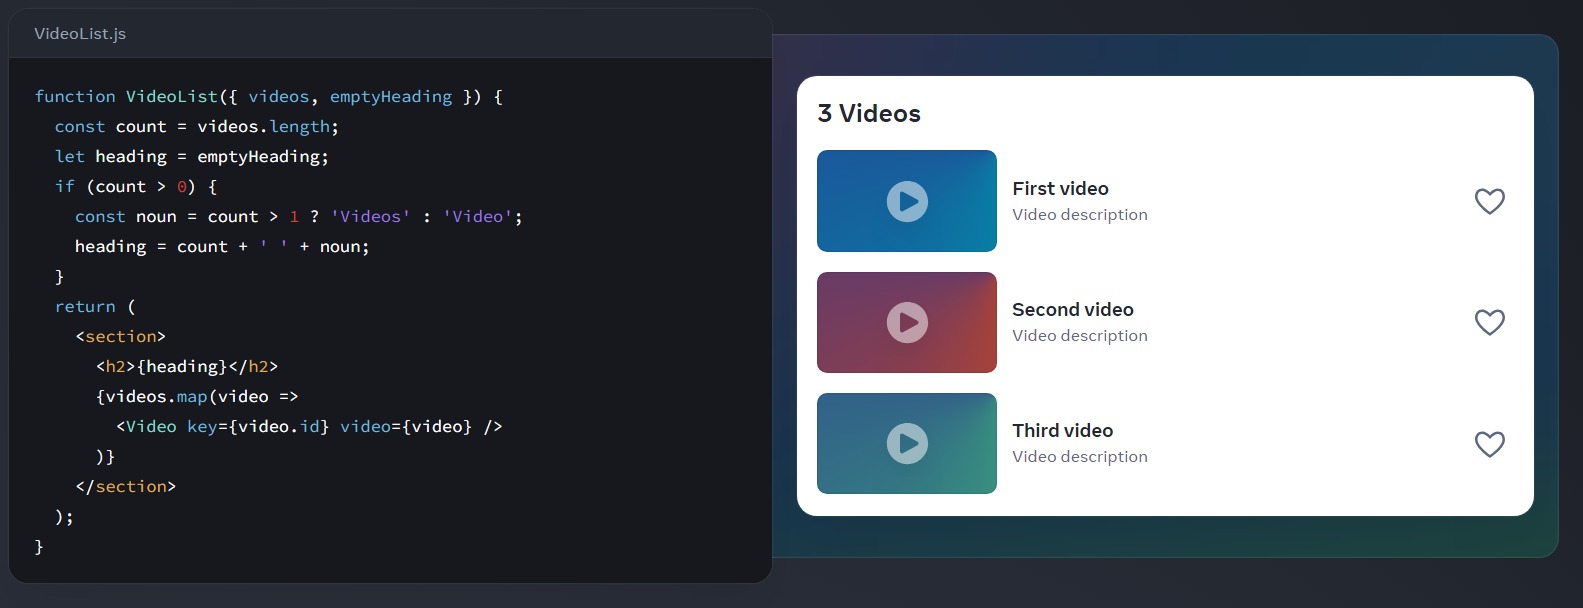 VideoList.js
function VideoList({ videos, emptyHeading }) {
  const count = videos.length;
  let heading = emptyHeading;
  if (count > 0) {
    const noun = count > 1 ? 'Videos' : 'Video';
    heading = count + ' ' + noun;
  }
  return (
    <section>
      <h2>{heading}</h2>
      {videos.map(video =>
        <Video key={video.id} video={video} />
      )}
    </section>
  );
}
3 Videos
First video
Video description
Second video
Video description
Third video
Video description